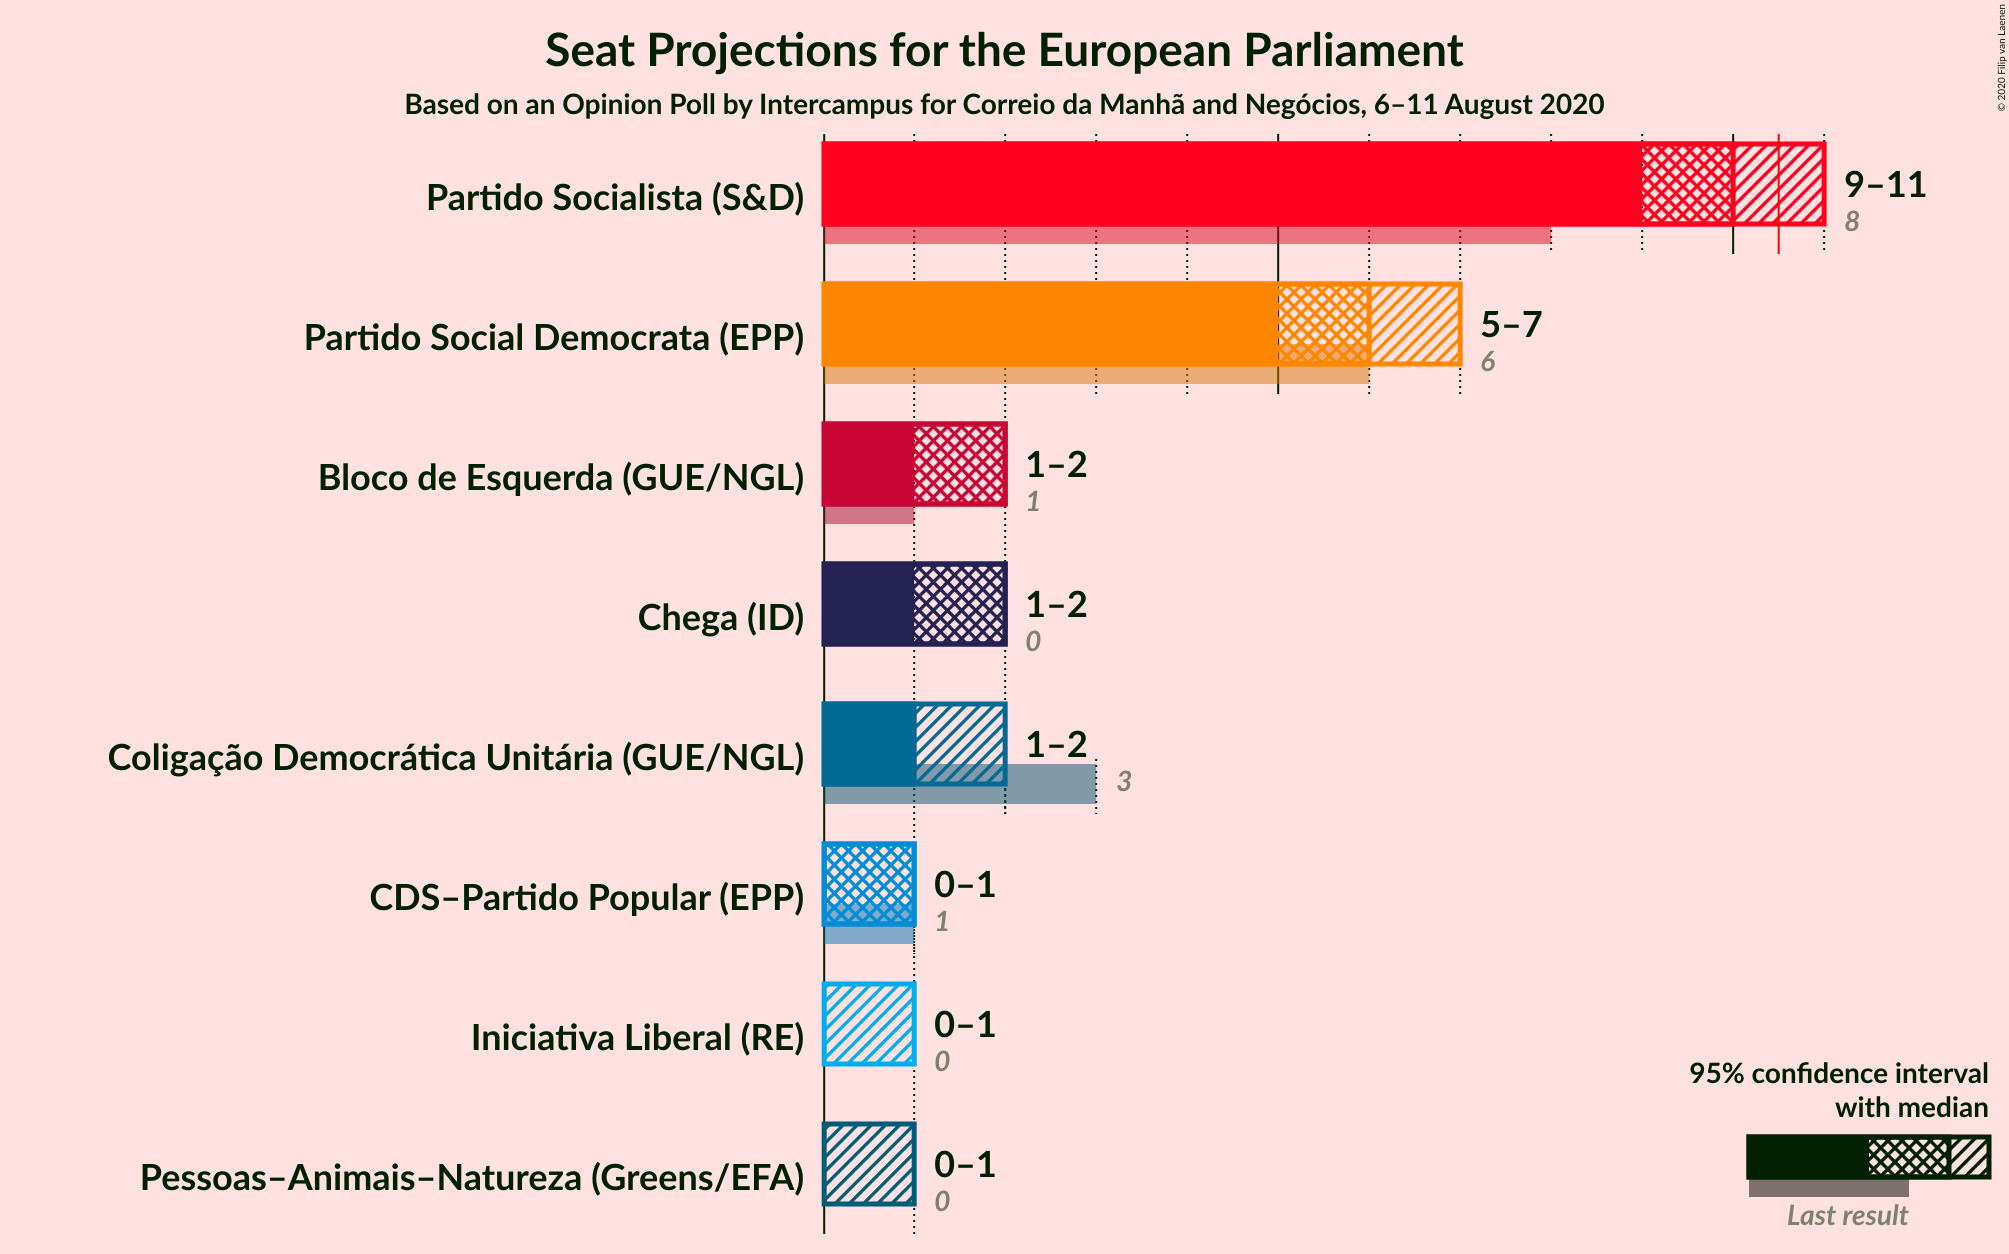 Seat Projections for the European Parliament
Based on an Opinion Poll by Intercampus for Correio da Manhã and Negócios, 6–11 August 2020
© 2020 Filip van Laenen
Partido Socialista (S&D)
9–11
8
Partido Social Democrata (EPP)
5–7
6
Bloco de Esquerda (GUE/NGL)
1–2
1
Chega (ID)
1–2
0
Coligação Democrática Unitária (GUE/NGL)
1–2
3
CDS–Partido Popular (EPP)
0–1
1
Iniciativa Liberal (RE)
0–1
0
Pessoas–Animais–Natureza (Greens/EFA)
0–1
0
95% confidence interval
with median
Last result